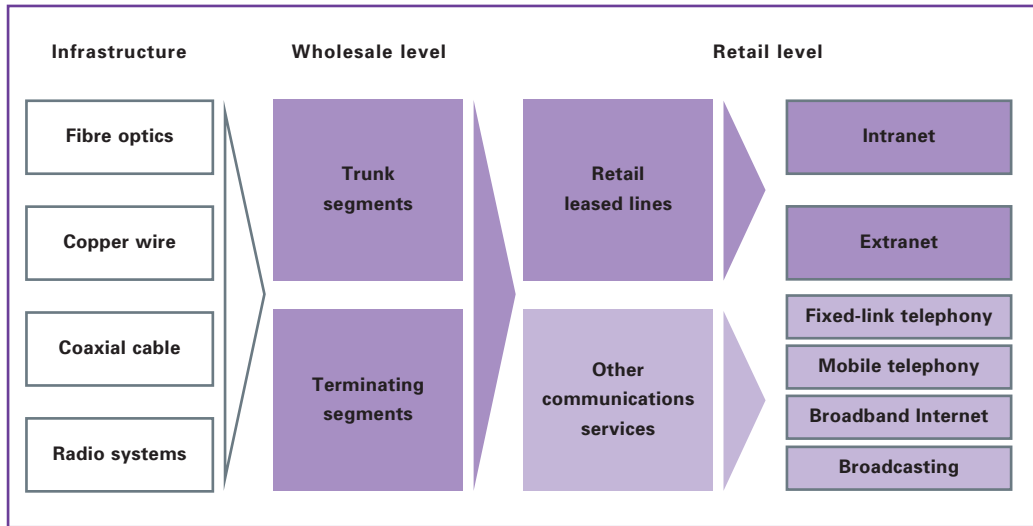 Infrastructure
Wholesale level
Retail level
Fibre optics
Copper wire
Coaxial cable
Radio systems
Trunk
segments
Terminating
segments
Retail
leased lines
Other
communications
services
Intranet
Extranet
Fixed-link telephony
Mobile telephony
Broadband Internet
Broadcasting